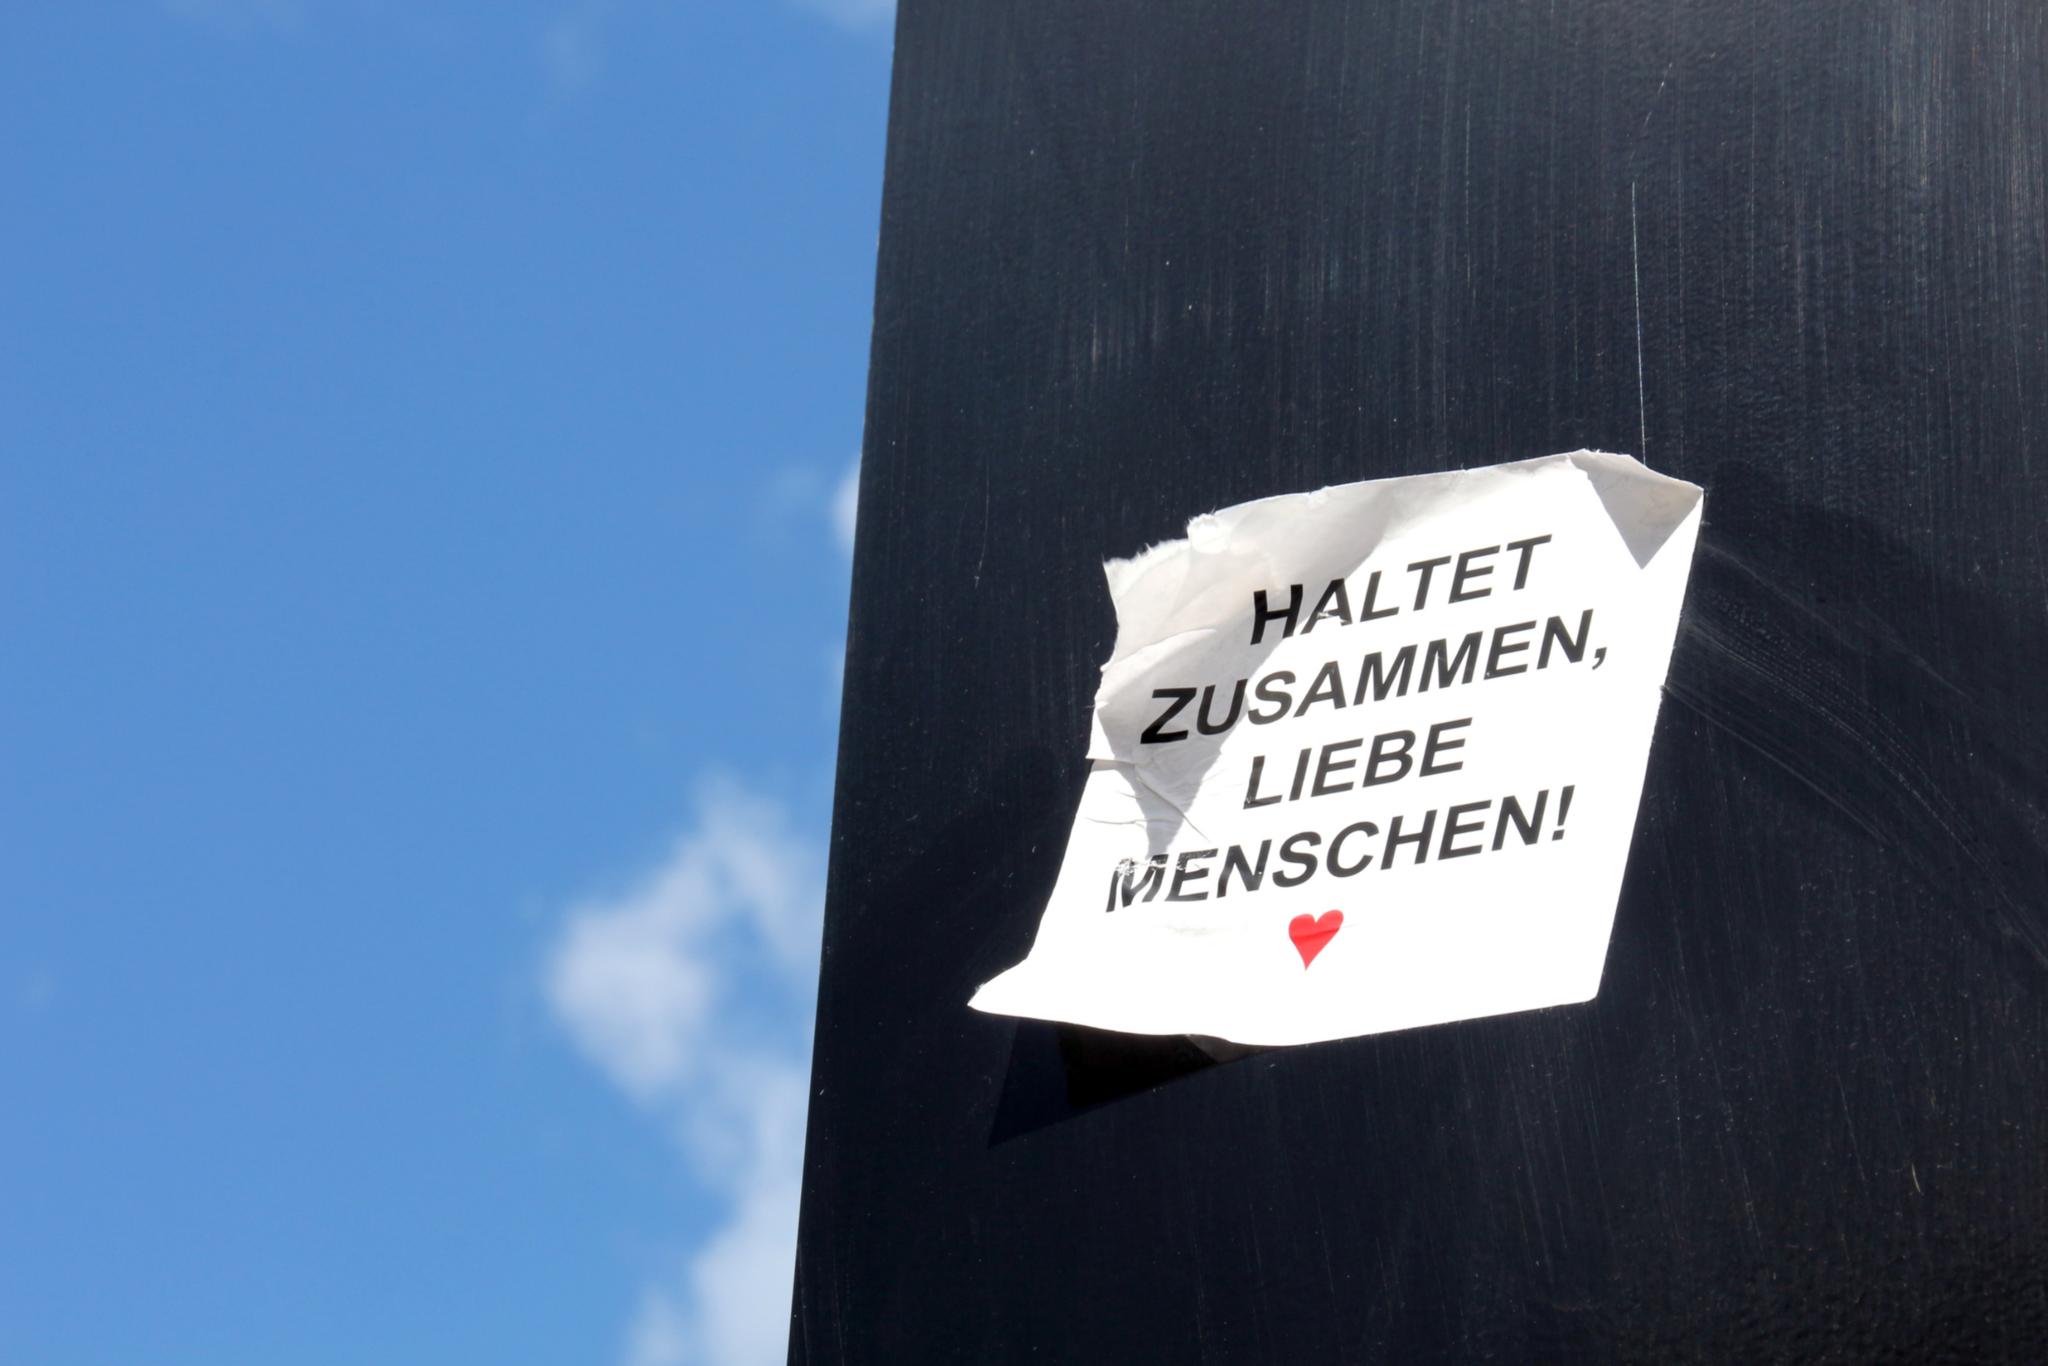 HALTET
ZUSAMMEN,
LIEBE
MENSCHEN!